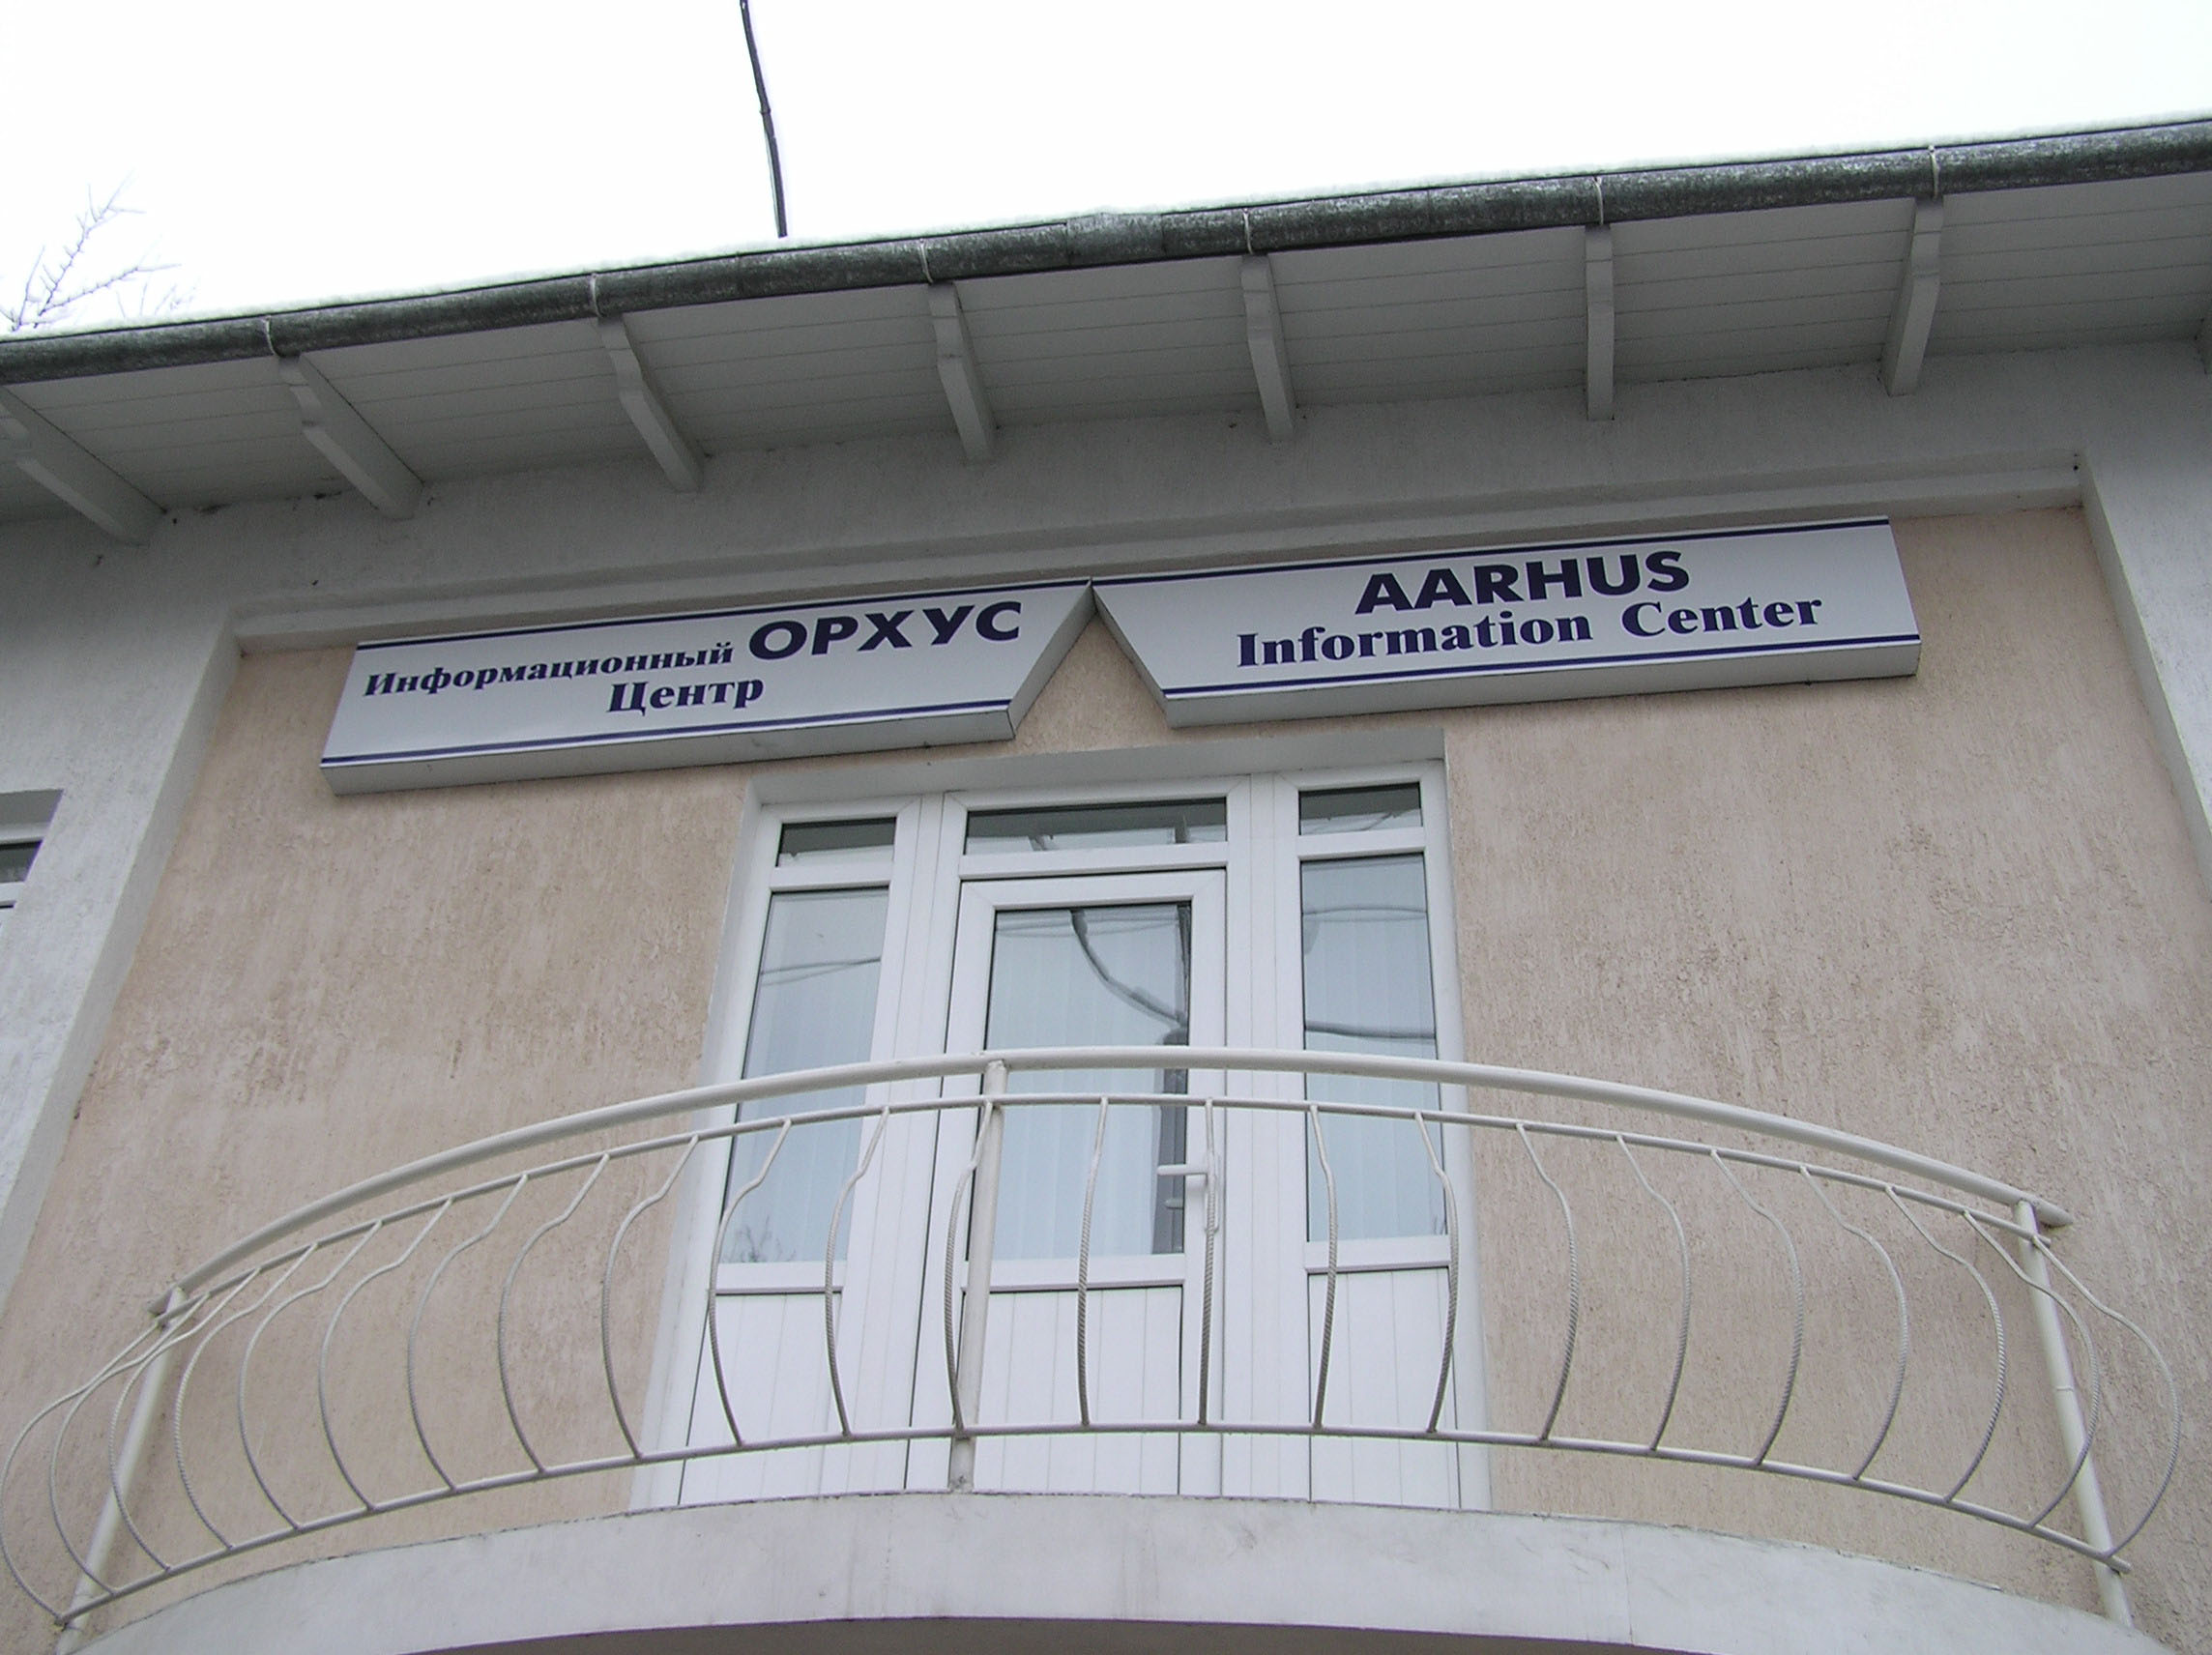 Информационный ОРХУС
Центр
AARHUS
Information Center